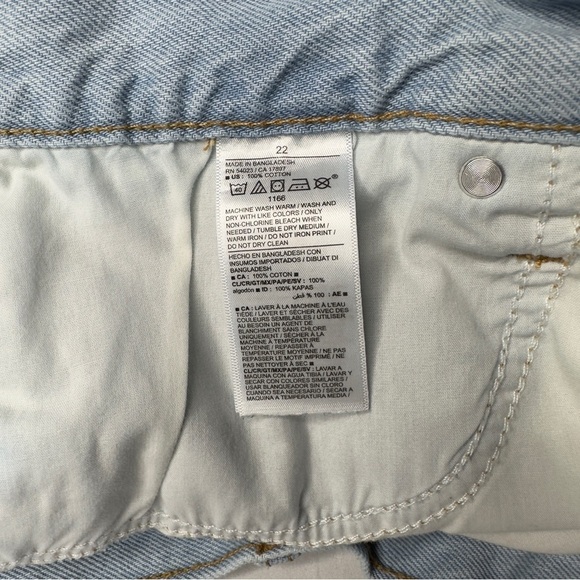 22
MADE IN BANGLADESH
RN 54023 / CA 17897
■ US : 100% COTTON
40
®
1166
MACHINE WASH WARM / WASH AND
DRY WITH LIKE COLORS / ONLY
NON-CHLORINE BLEACH WHEN
NEEDED / TUMBLE DRY MEDIUM /
WARM IRON / DO NOT IRON PRINT /
DO NOT DRY CLEAN
HECHO EN BANGLADESH CON
INSUMOS IMPORTADOS / DIBUAT DI
BANGLADESH
■ CA : 100% COTON ■
CL/CR/GT/MX/PA/PE/SV : 100%
algodón ■ ID : 100% KAPAS
قطن % 100 : AE ■
■ CA : LAVER À LA MACHINE À L'EAU
TIÈDE / LAVER ET SÉCHER AVEC DES
COULEURS SEMBLABLES / UTILISER
AU BESOIN UN AGENT DE
BLANCHIMENT SANS CHLORE
UNIQUEMENT / SÉCHER À LA
MACHINE À TEMPÉRATURE
MOYENNE / REPASSER À
TEMPÉRATURE MOYENNE / NE PAS
REPASSER LE MOTIF IMPRIMÉ / NE
PAS NETTOYER À SEC ■
CL/CR/GT/MX/PA/PE/SV : LAVAR A
MAQUINA CON AGUA TIBIA / LAVAR Y
SECAR CON COLORES SIMILARES /
USAR BLANQUEADOR SIN CLORO
CUANDO SEA NECESARIO / SECAR A
MAQUINA A TEMPERATURA MEDIA /